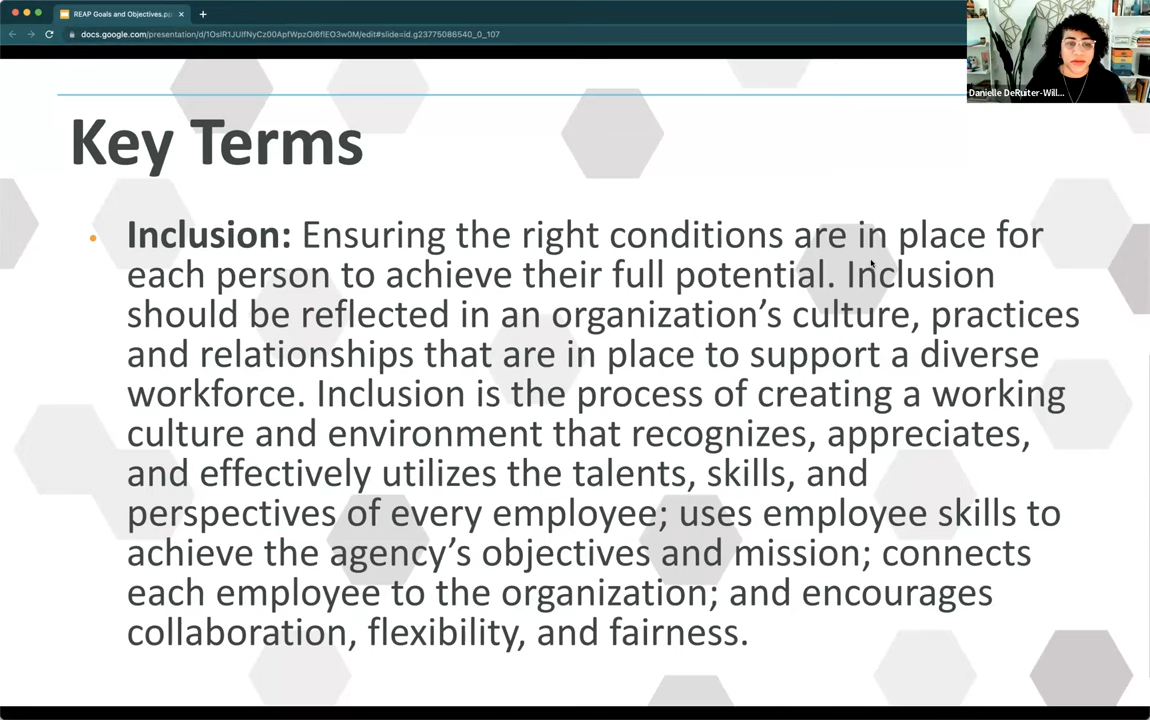 REAP Goals and Objectives.pp
docs.google.com/presentation/d/1OsIR1JUIfNyCz00ApfWpzOl6flEO3w0M/edit#slide=id.g23775086540_0_107
Danielle DeRuiter-Will...
Key Terms
• Inclusion: Ensuring the right conditions are in place for
each person to achieve their full potential. Inclusion
should be reflected in an organization’s culture, practices
and relationships that are in place to support a diverse
workforce. Inclusion is the process of creating a working
culture and environment that recognizes, appreciates,
and effectively utilizes the talents, skills, and
perspectives of every employee; uses employee skills to
achieve the agency’s objectives and mission; connects
each employee to the organization; and encourages
collaboration, flexibility, and fairness.